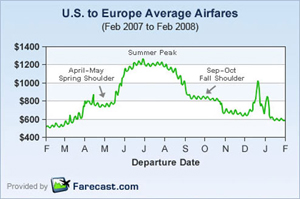 U.S. to Europe Average Airfares
(Feb 2007 to Feb 2008)
$1400
Summer Peak
$1200
April-May
Spring Shoulder
Sep-Oct
Fall Shoulder
$1000
$800
$600
$400
F M A M J J A S O N D J F
Departure Date
Provided by Farecast.com